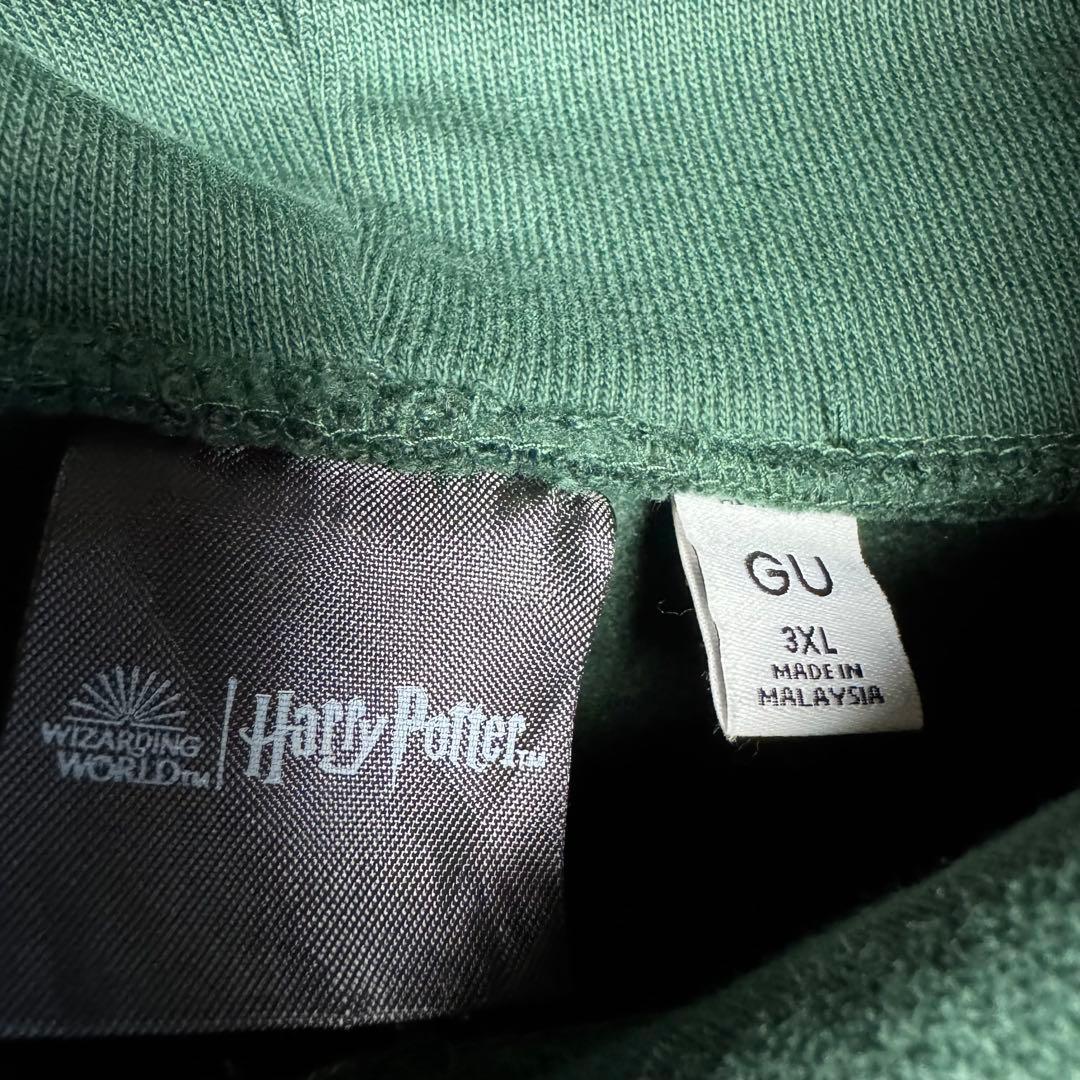 WIZARDING
WORLD™
Harry Potter™
GU
3XL
MADE IN
MALAYSIA